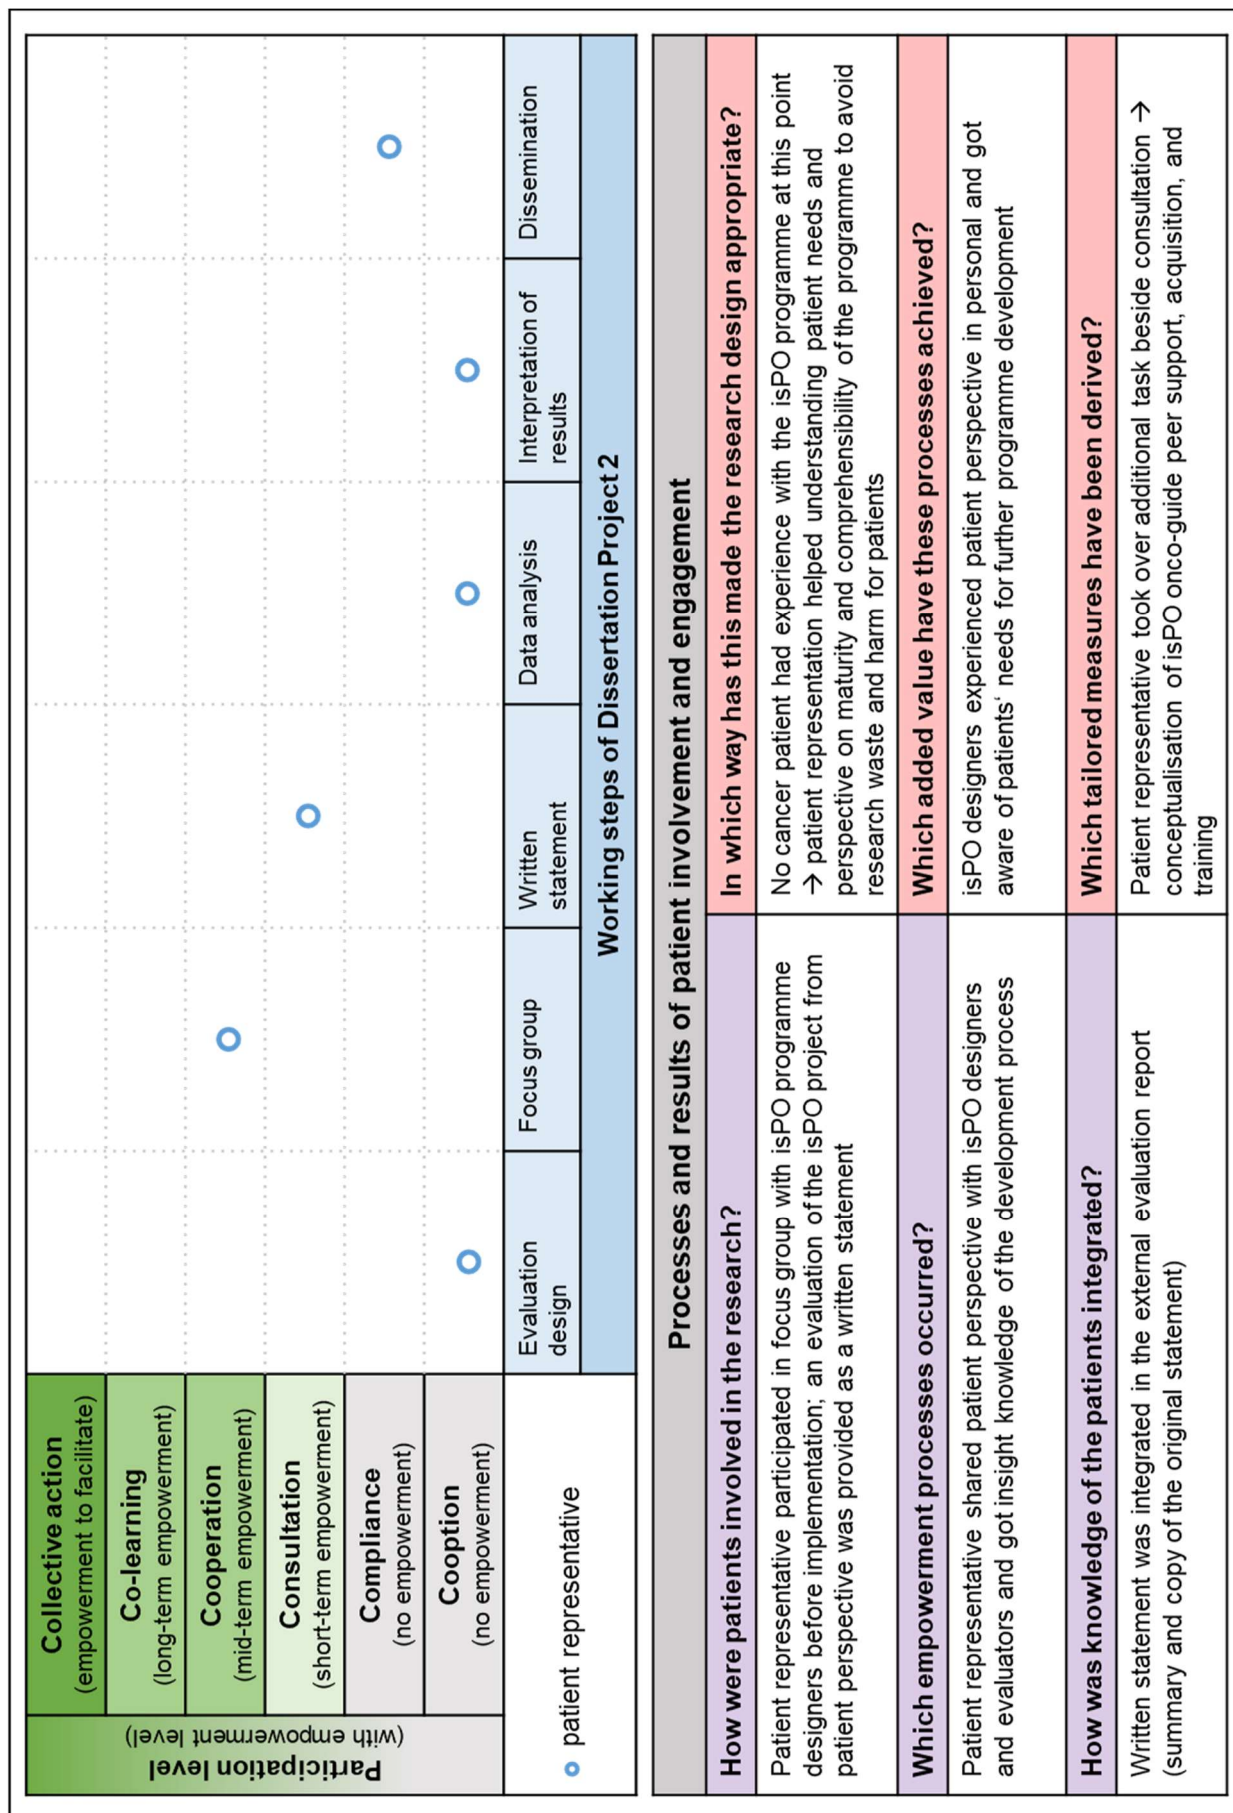 Participation level
(with empowerment level)
Collective action
(empowerment to facilitate)
Co-learning
(long-term empowerment)
Cooperation
(mid-term empowerment)
Consultation
(short-term empowerment)
Compliance
(no empowerment)
Cooption
(no empowerment)
patient representative
Evaluation
design
Focus group
Written
statement
Data analysis
Interpretation of
results
Dissemination
Working steps of Dissertation Project 2
Processes and results of patient involvement and engagement
How were patients involved in the research?
Patient representative participated in focus group with isPO programme
designers before implementation; an evaluation of the isPO project from
patient perspective was provided as a written statement
In which way has this made the research design appropriate?
No cancer patient had experience with the isPO programme at this point
→ patient representation helped understanding patient needs and
perspective on maturity and comprehensibility of the programme to avoid
research waste and harm for patients
Which empowerment processes occurred?
Patient representative shared patient perspective with isPO designers
and evaluators and got insight knowledge of the development process
Which added value have these processes achieved?
isPO designers experienced patient perspective in personal and got
aware of patients‘ needs for further programme development
How was knowledge of the patients integrated?
Written statement was integrated in the external evaluation report
(summary and copy of the original statement)
Which tailored measures have been derived?
Patient representative took over additional task beside consultation →
conceptualisation of isPO onco-guide peer support, acquisition, and
training